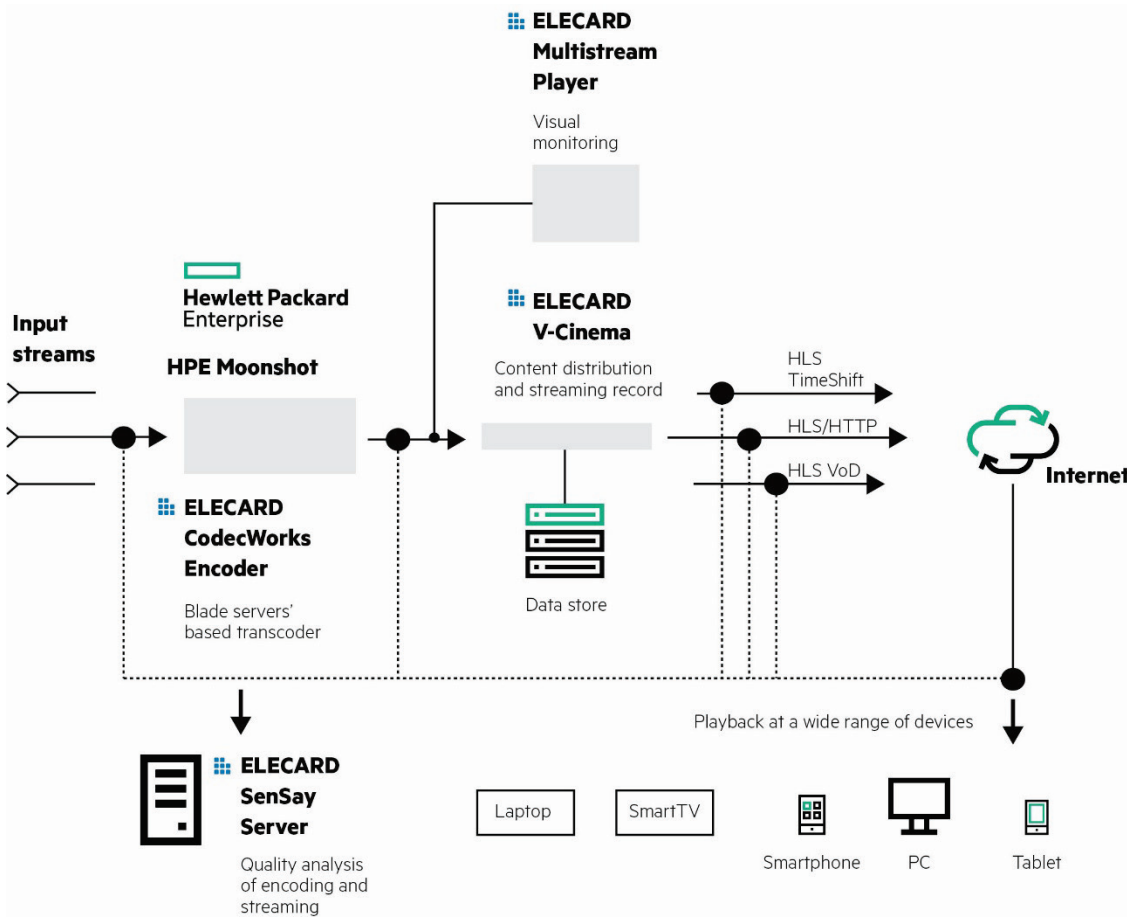 ELECARD
Multistream
Player
Visual
monitoring
Hewlett Packard
Enterprise
Input
streams
HPE Moonshot
ELECARD
V-Cinema
Content distribution
and streaming record
HLS
TimeShift
HLS/HTTP
HLS VoD
Internet
ELECARD
CodecWorks
Encoder
Blade servers’
based transcoder
Data store
Playback at a wide range of devices
ELECARD
SenSay
Server
Quality analysis
of encoding and
streaming
Laptop
SmartTV
Smartphone
PC
Tablet